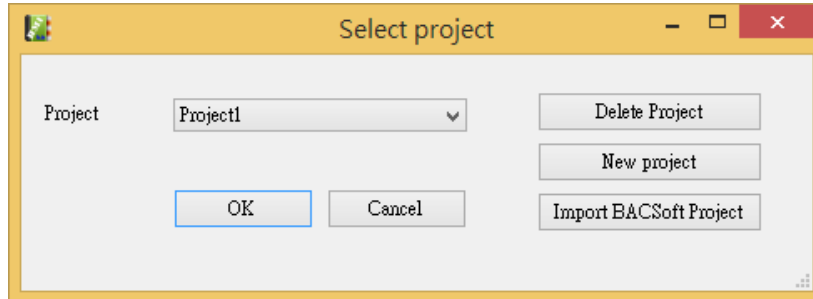 Select project
Project
Project1
Delete Project
New project
OK
Cancel
Import BACSoft Project